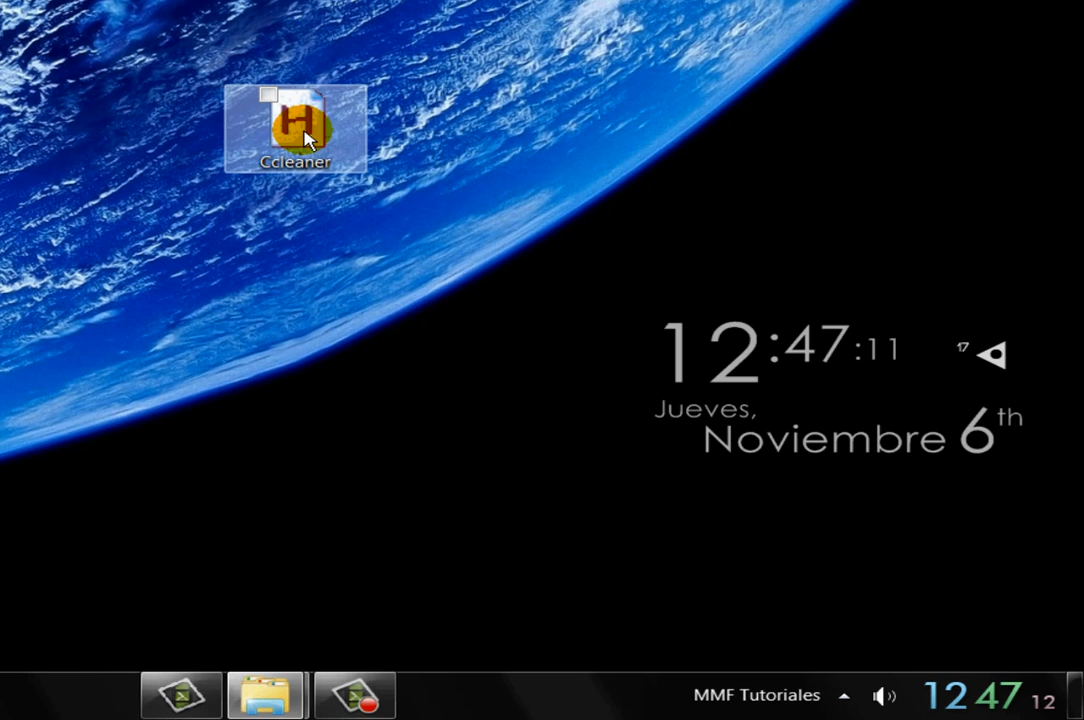 H
Ccleaner
12:47:11
17
Jueves,
Noviembre 6th
MMF Tutoriales
12 47 12